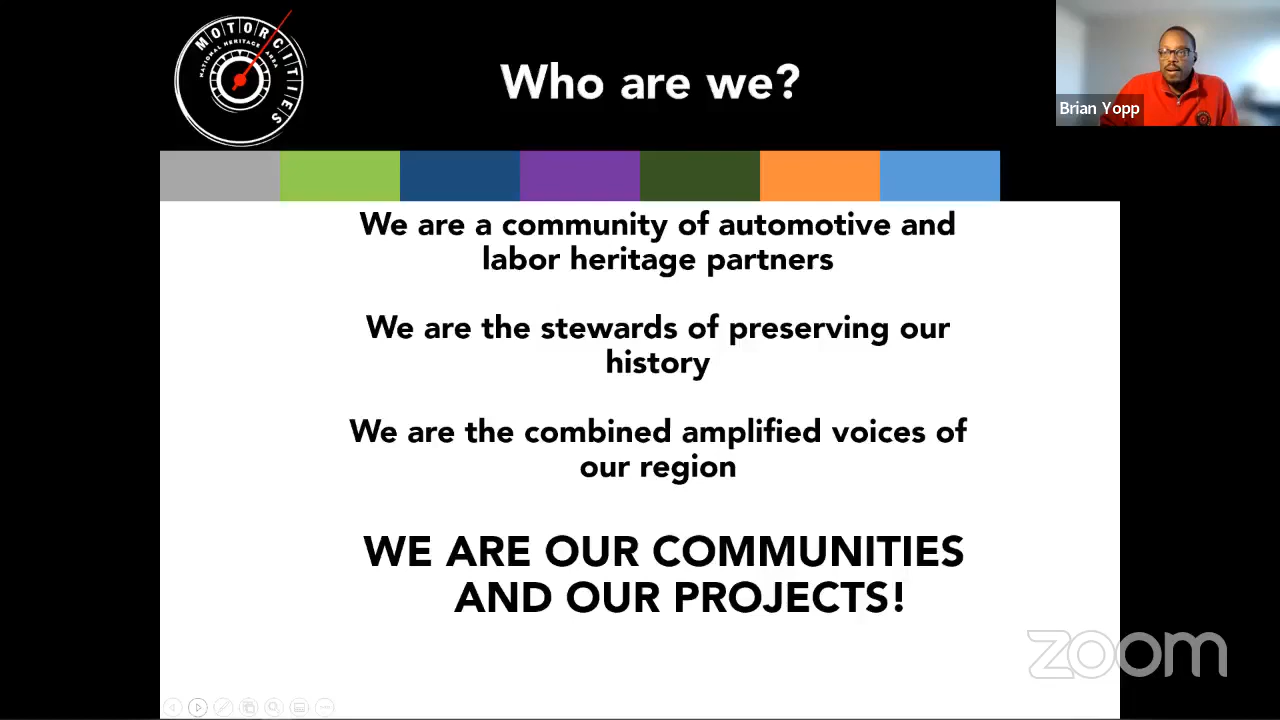 MOTORCITIES
NATIONAL HERITAGE AREA
Who are we?
Brian Yopp
We are a community of automotive and
labor heritage partners
We are the stewards of preserving our
history
We are the combined amplified voices of
our region
WE ARE OUR COMMUNITIES
AND OUR PROJECTS!
zoom